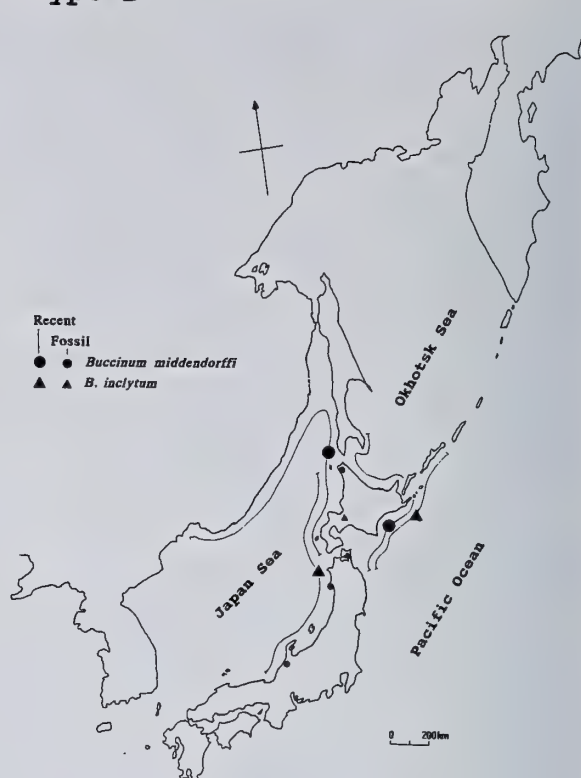 Okhotsk Sea
Recent
Fossil
Buccinum middendorffi
B. inclytum
Japan Sea
Pacific Ocean
0 200km